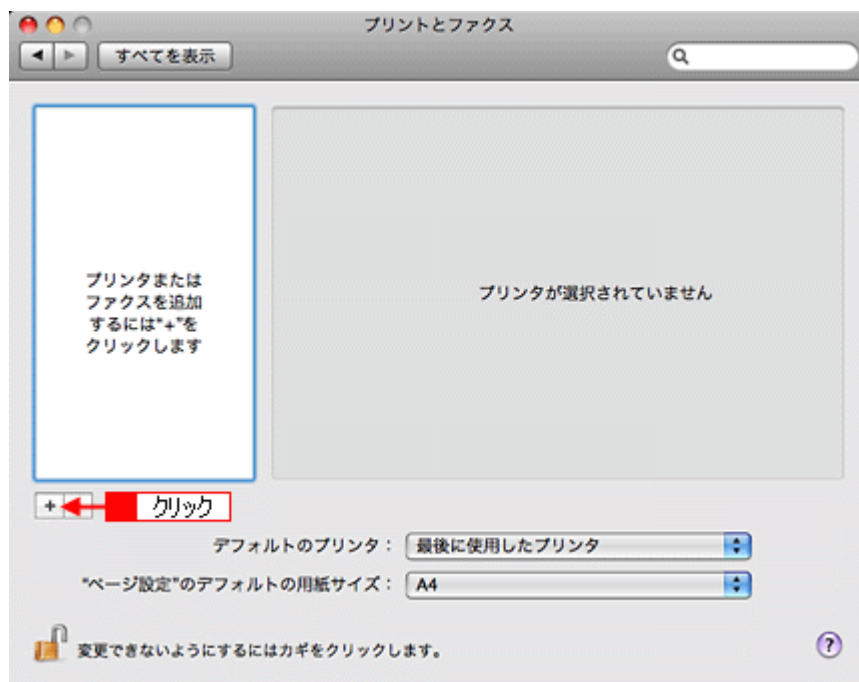 プリントとファクス
すべてを表示
プリンタまたは
ファクスを追加
するには"+"を
クリックします
プリンタが選択されていません
+
クリック
デフォルトのプリンタ： 最後に使用したプリンタ
"ページ設定"のデフォルトの用紙サイズ： A4
変更できないようにするにはカギをクリックします。
?